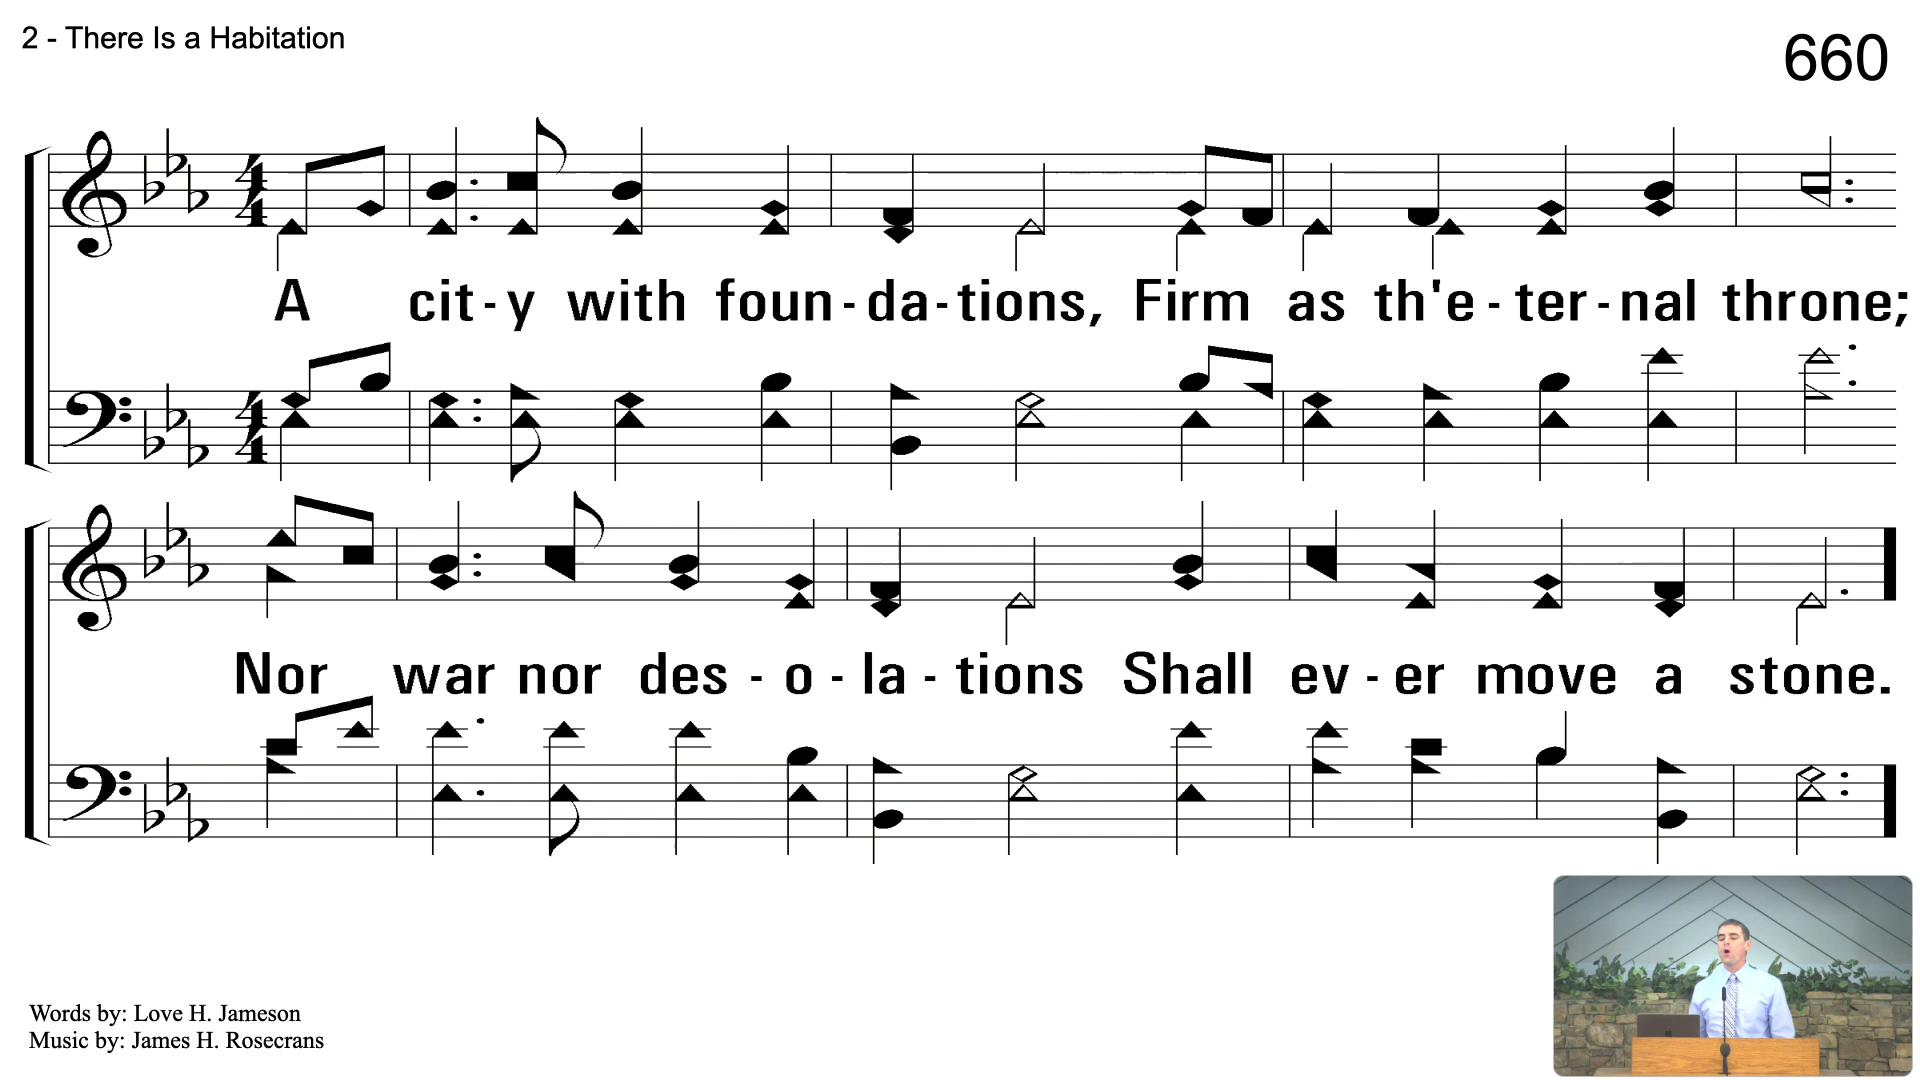 2 - There Is a Habitation
660
A cit-y with foun-da-tions, Firm as th'e-ter-nal throne;
Nor war nor des-o-la-tions Shall ev-er move a stone.
Words by: Love H. Jameson
Music by: James H. Rosecrans